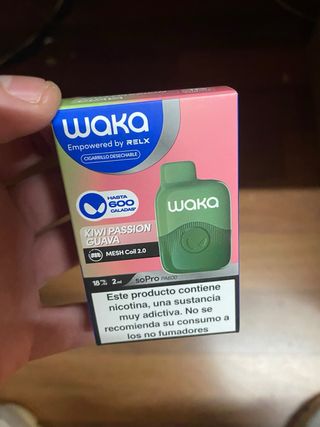 waka
Empowered by RELX
CIGARRILLO DESECHABLE
HASTA
600
CALADAS*
waka
KIWI PASSION
GUAVA
MESH Coil 2.0
soPro PA600
18 mg/ml 2 ml
Este producto contiene
nicotina, una sustancia
muy adictiva. No se
recomienda su consumo a
los no fumadores